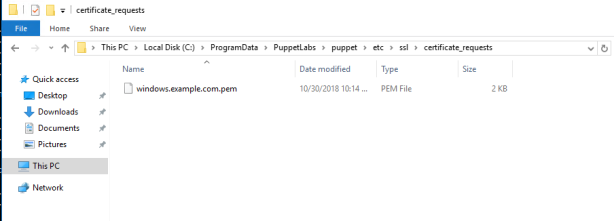 certificate_requests
File Home Share View
This PC > Local Disk (C:) > ProgramData > PuppetLabs > puppet > etc > ssl > certificate_requests
Name Date modified Type Size
Quick access
windows.example.com.pem 10/30/2018 10:14 ... PEM File 2 KB
Desktop
Downloads
Documents
Pictures
This PC
Network